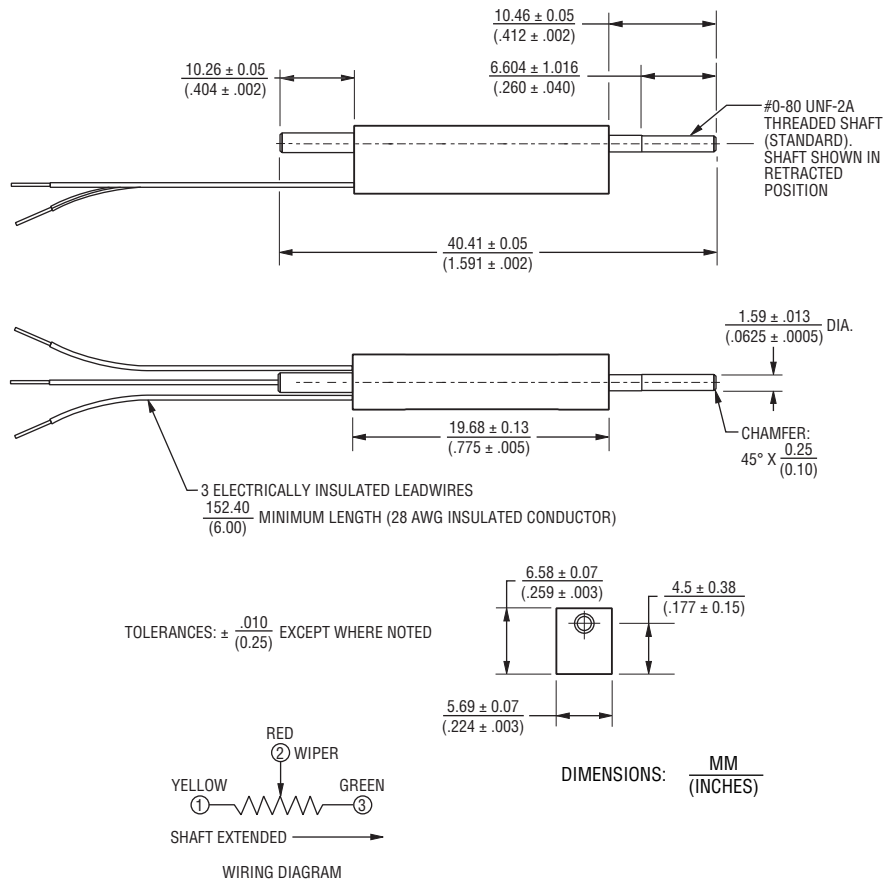 10.46 ± 0.05
(.412 ± .002)
10.26 ± 0.05
(.404 ± .002)
6.604 ± 1.016
(.260 ± .040)
#0-80 UNF-2A
THREADED SHAFT
(STANDARD).
SHAFT SHOWN IN
RETRACTED
POSITION
40.41 ± 0.05
(1.591 ± .002)
1.59 ± .013
(.0625 ± .0005)
DIA.
19.68 ± 0.13
(.775 ± .005)
CHAMFER:
45° X 0.25
(0.10)
3 ELECTRICALLY INSULATED LEADWIRES
152.40
(6.00)
MINIMUM LENGTH (28 AWG INSULATED CONDUCTOR)
6.58 ± 0.07
(.259 ± .003)
4.5 ± 0.38
(.177 ± 0.15)
TOLERANCES: ± .010
(0.25)
EXCEPT WHERE NOTED
5.69 ± 0.07
(.224 ± .003)
RED
2 WIPER
YELLOW
GREEN
1
3
SHAFT EXTENDED
WIRING DIAGRAM
DIMENSIONS: MM
(INCHES)